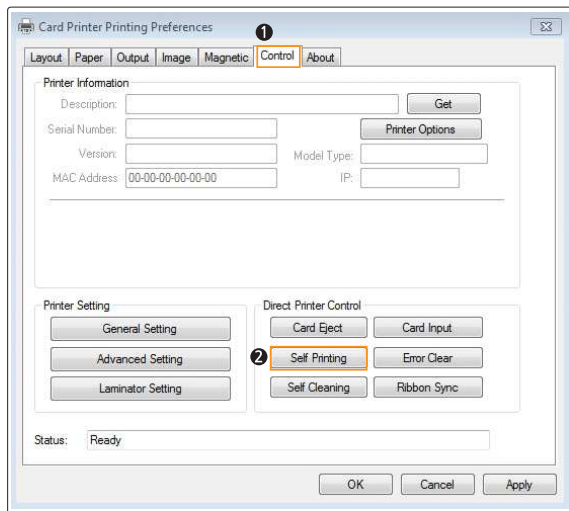 Card Printer Printing Preferences
❶
Layout Paper Output Image Magnetic Control About
Printer Information
Description: Get
Serial Number: Printer Options
Version: Model Type:
MAC Address 00-00-00-00-00-00 IP:
Printer Setting Direct Printer Control
General Setting Card Eject Card Input
Advanced Setting ❷ Self Printing Error Clear
Laminator Setting Self Cleaning Ribbon Sync
Status: Ready
OK Cancel Apply